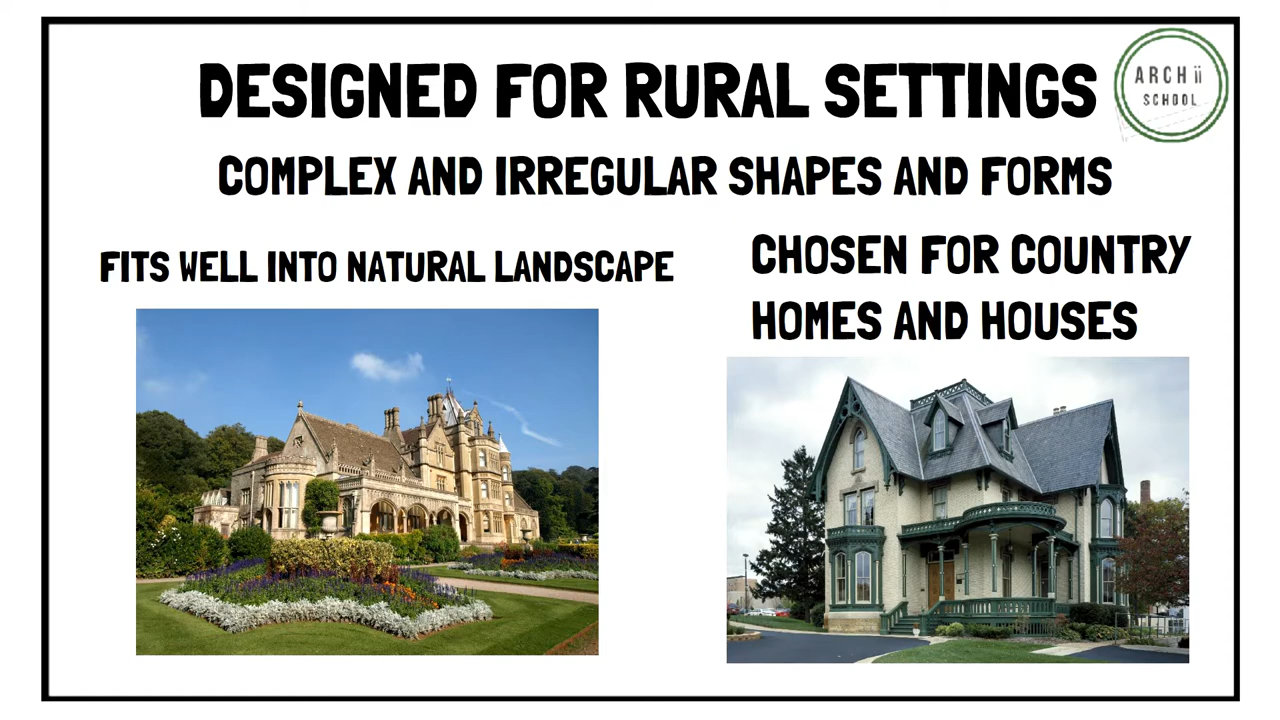 DESIGNED FOR RURAL SETTINGS
ARCH ii
SCHOOL
COMPLEX AND IRREGULAR SHAPES AND FORMS
FITS WELL INTO NATURAL LANDSCAPE
CHOSEN FOR COUNTRY
HOMES AND HOUSES